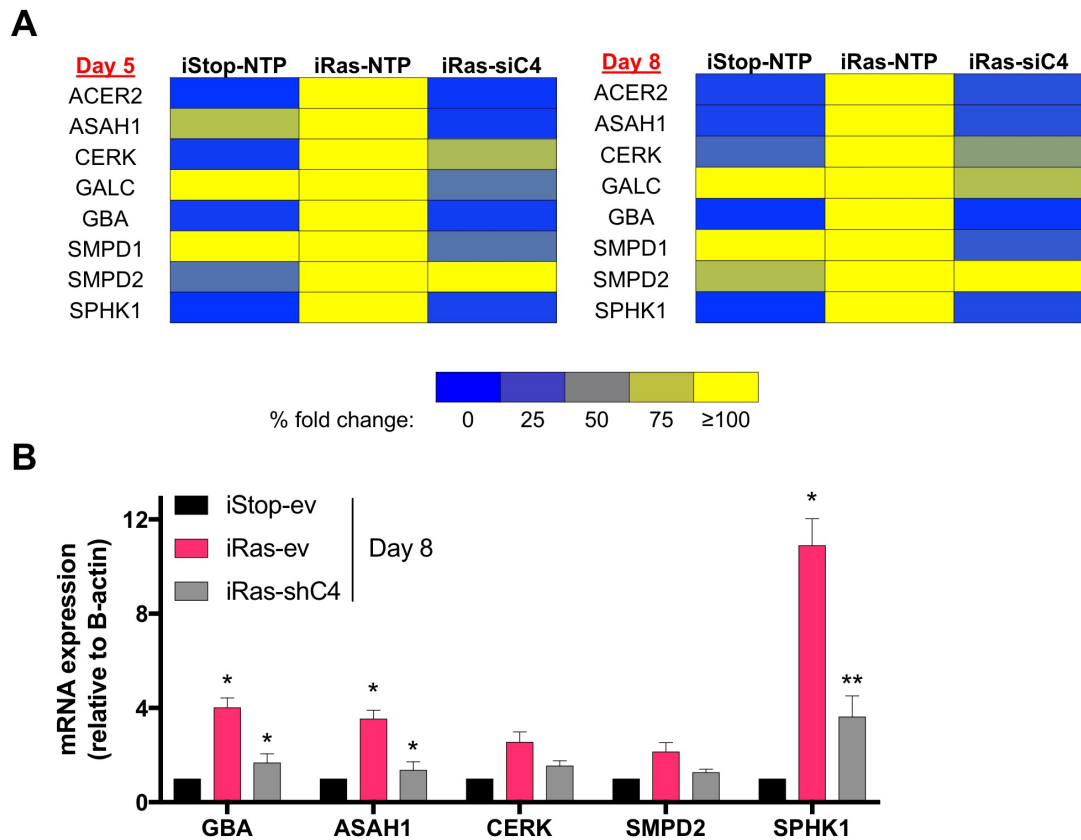 A
Day 5 iStop-NTP iRas-NTP iRas-siC4
ACER2
ASAH1
CERK
GALC
GBA
SMPD1
SMPD2
SPHK1
Day 8 iStop-NTP iRas-NTP iRas-siC4
ACER2
ASAH1
CERK
GALC
GBA
SMPD1
SMPD2
SPHK1
% fold change: 0 25 50 75 ≥100
B
mRNA expression
(relative to B-actin)
12
8
4
0
iStop-ev
iRas-ev
iRas-shC4
Day 8
* * * * * **
GBA ASAH1 CERK SMPD2 SPHK1